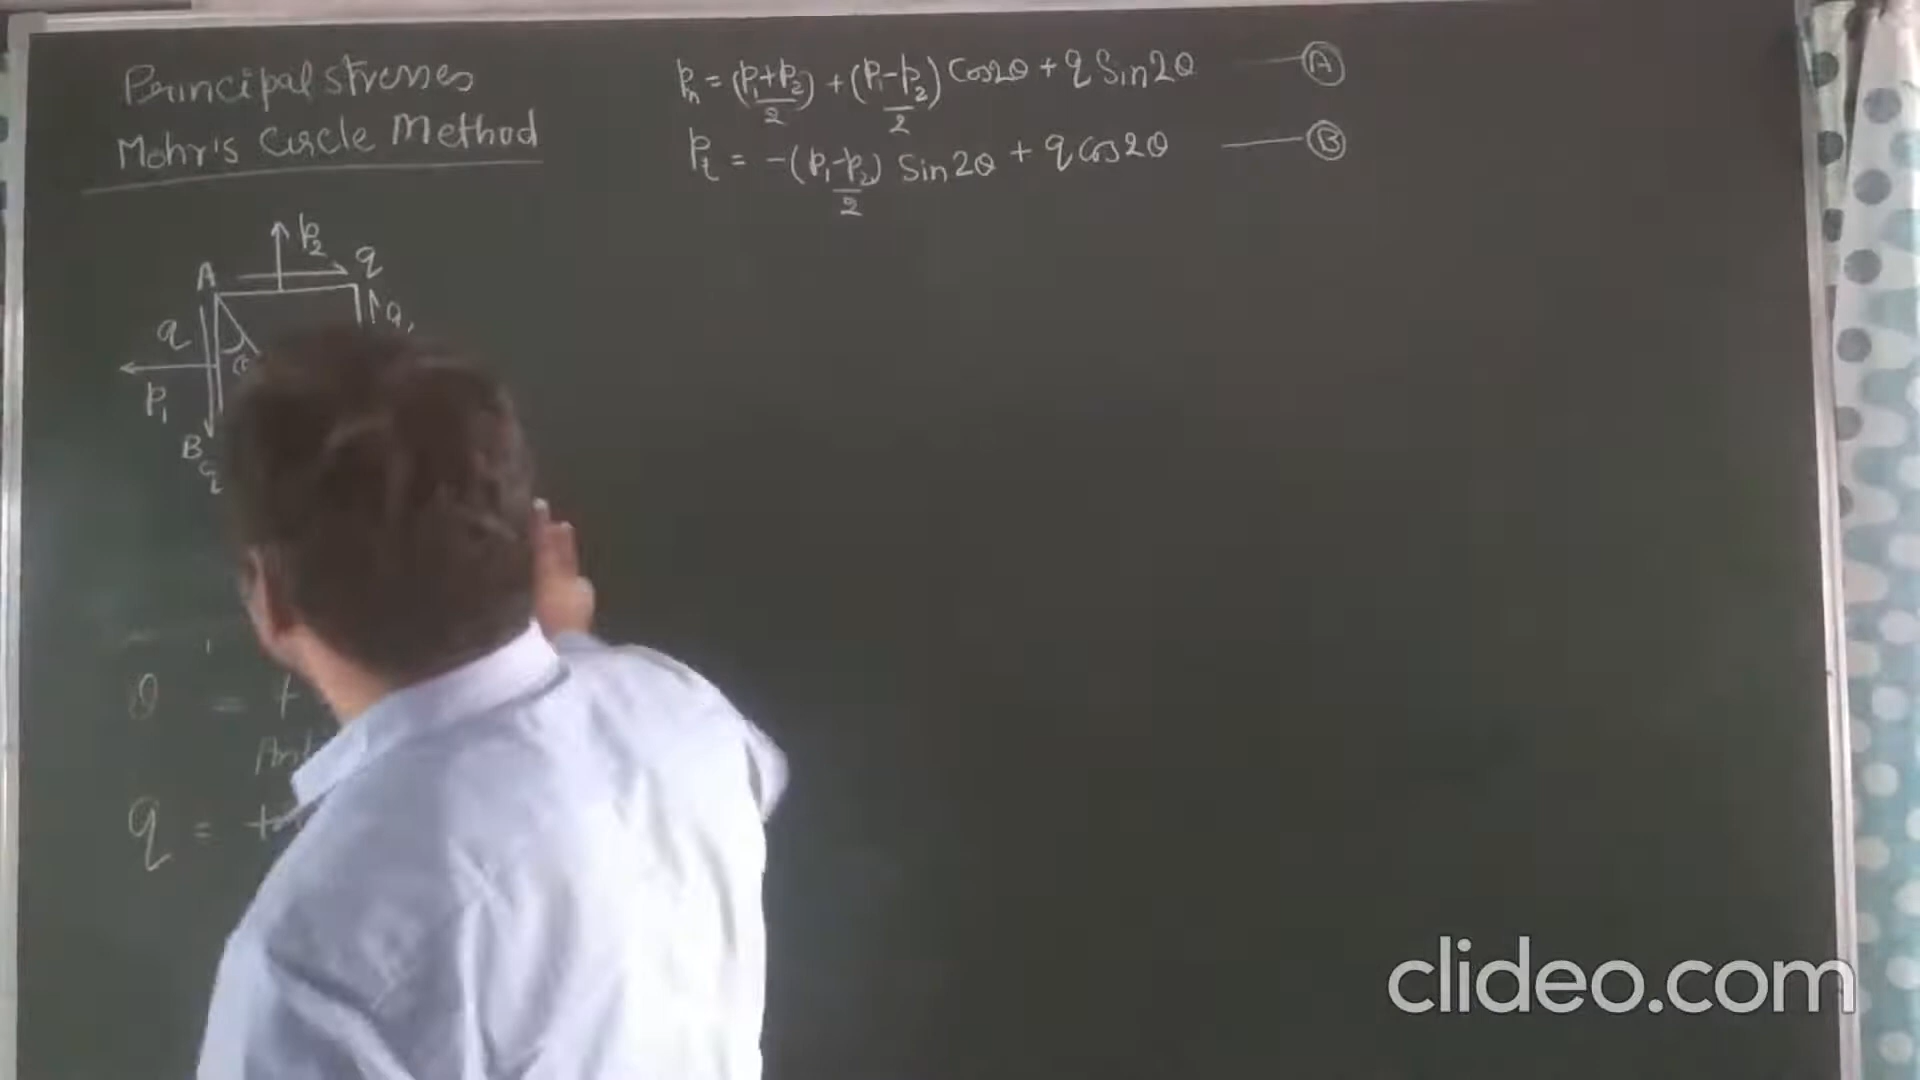 Principal stresses
Mohr's Circle Method
pₙ = (p₁+p₂)/2 + (p₁-p₂)/2 Cos2θ + q Sin2θ — Ⓐ
pₜ = -(p₁-p₂)/2 Sin2θ + q cos2θ — Ⓑ
p₂
A
q
q
q
p₁
B
q
θ =
q =
clideo.com